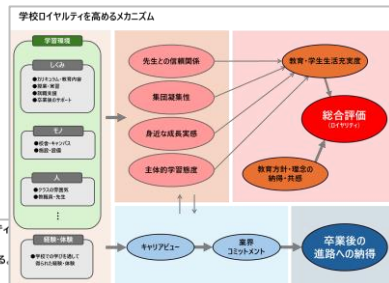 学校ロイヤルティを高めるメカニズム
学習環境
しくみ
●カリキュラム・教育内容
●授業・実習
●就職支援
●卒業後のサポート
モノ
●校舎・キャンパス
●施設・設備
人
●クラスの雰囲気
●教職員・先生
⋮
経験・体験
●学校での学びを通して
得られた経験・体験
先生との信頼関係
集団凝集性
身近な成長実感
主体的学習態度
教育・学生生活充実度
総合評価
(ロイヤリティ)
教育方針・理念の
納得・共感
キャリアビュー
業界
コミットメント
卒業後の
進路への納得
ティ
る。